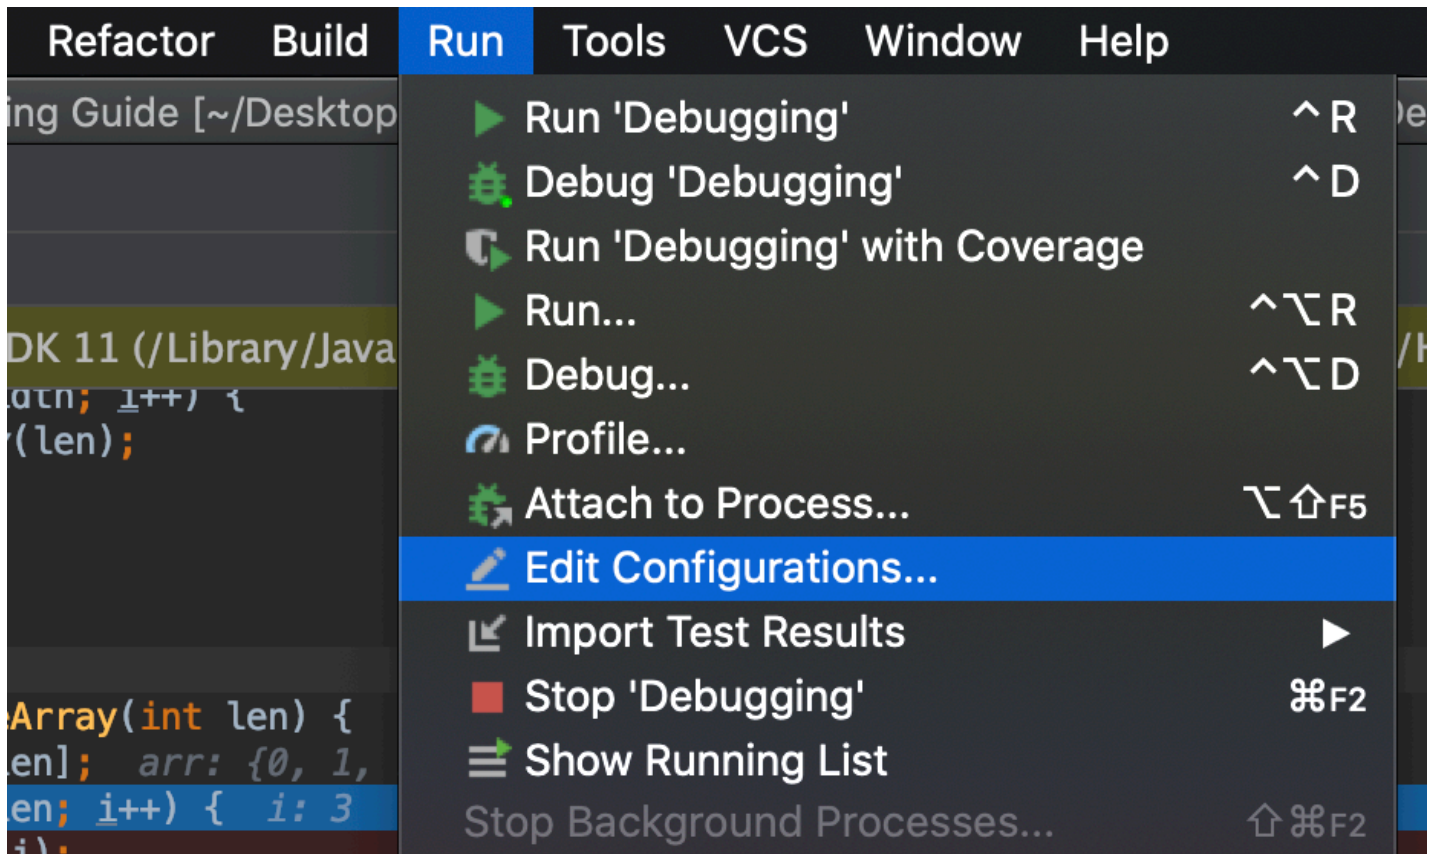 Refactor Build Run Tools VCS Window Help
ing Guide [~/Desktop
Run 'Debugging' ^R
Debug 'Debugging' ^D
Run 'Debugging' with Coverage
Run... ^⌥R
DK 11 (/Library/Java
Debug... ^⌥D
i++) {
(len);
Profile...
Attach to Process... ⌥⇧F5
Edit Configurations...
Import Test Results ▶
Stop 'Debugging' ⌘F2
Array(int len) {
Show Running List
en]; arr: {0, 1,
en; i++) { i: 3
Stop Background Processes... ⇧⌘F2
i);